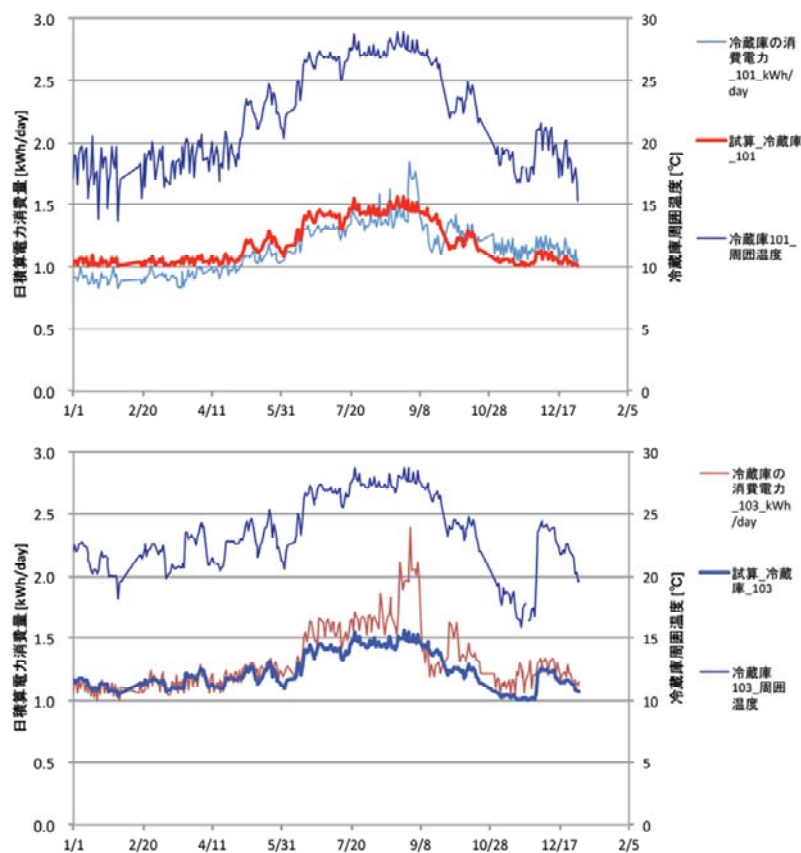 3.0
2.5
2.0
1.5
1.0
0.5
0.0
日積算電力消費量 [kWh/day]
30
25
20
15
10
5
0
冷蔵庫周囲温度 [℃]
1/1
2/20
4/11
5/31
7/20
9/8
10/28
12/17
2/5
冷蔵庫の消
費電力
_101_kWh/
day
試算_冷蔵庫
_101
冷蔵庫101_
周囲温度
3.0
2.5
2.0
1.5
1.0
0.5
0.0
日積算電力消費量 [kWh/day]
30
25
20
15
10
5
0
冷蔵庫周囲温度 [℃]
1/1
2/20
4/11
5/31
7/20
9/8
10/28
12/17
2/5
冷蔵庫の
消費電力
_103_kWh
/day
試算_冷蔵
庫_103
冷蔵庫
103_周囲
温度